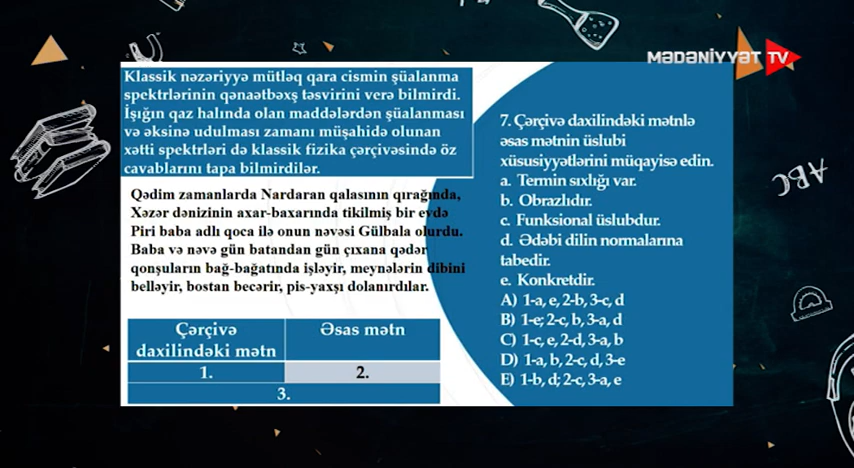 MƏDƏNİYYƏT TV
Klassik nəzəriyyə mütləq qara cismin şüalanma
spektrlərinin qənaətbəxş təsvirini verə bilmirdi.
İşığın qaz halında olan maddələrdən şüalanması
və əksinə udulması zamanı müşahidə olunan
xətti spektrləri də klassik fizika çərçivəsində öz
cavablarını tapa bilmirdilər.
Qədim zamanlarda Nardaran qalasının qırağında,
Xəzər dənizinin axar-baxarında tikilmiş bir evdə
Piri baba adlı qoca ilə onun nəvəsi Gülbala olurdu.
Baba və nəvə gün batandan gün çıxana qədər
qonşuların bağ-bağatında işləyir, meynələrin dibini
belləyir, bostan becərir, pis-yaxşı dolanırdılar.
Çərçivə
daxilindəki mətn
Əsas mətn
1.
2.
3.
7. Çərçivə daxilindəki mətnlə
əsas mətnin üslubi
xüsusiyyətlərini müqayisə edin.
a. Termin sıxlığı var.
b. Obrazlıdır.
c. Funksional üslubdur.
d. Ədəbi dilin normalarına
tabedir.
e. Konkretdir.
A) 1-a, e, 2-b, 3-c, d
B) 1-e; 2-c, b, 3-a, d
C) 1-c, e, 2-d, 3-a, b
D) 1-a, b, 2-c, d, 3-e
E) 1-b, d; 2-c, 3-a, e
ABC